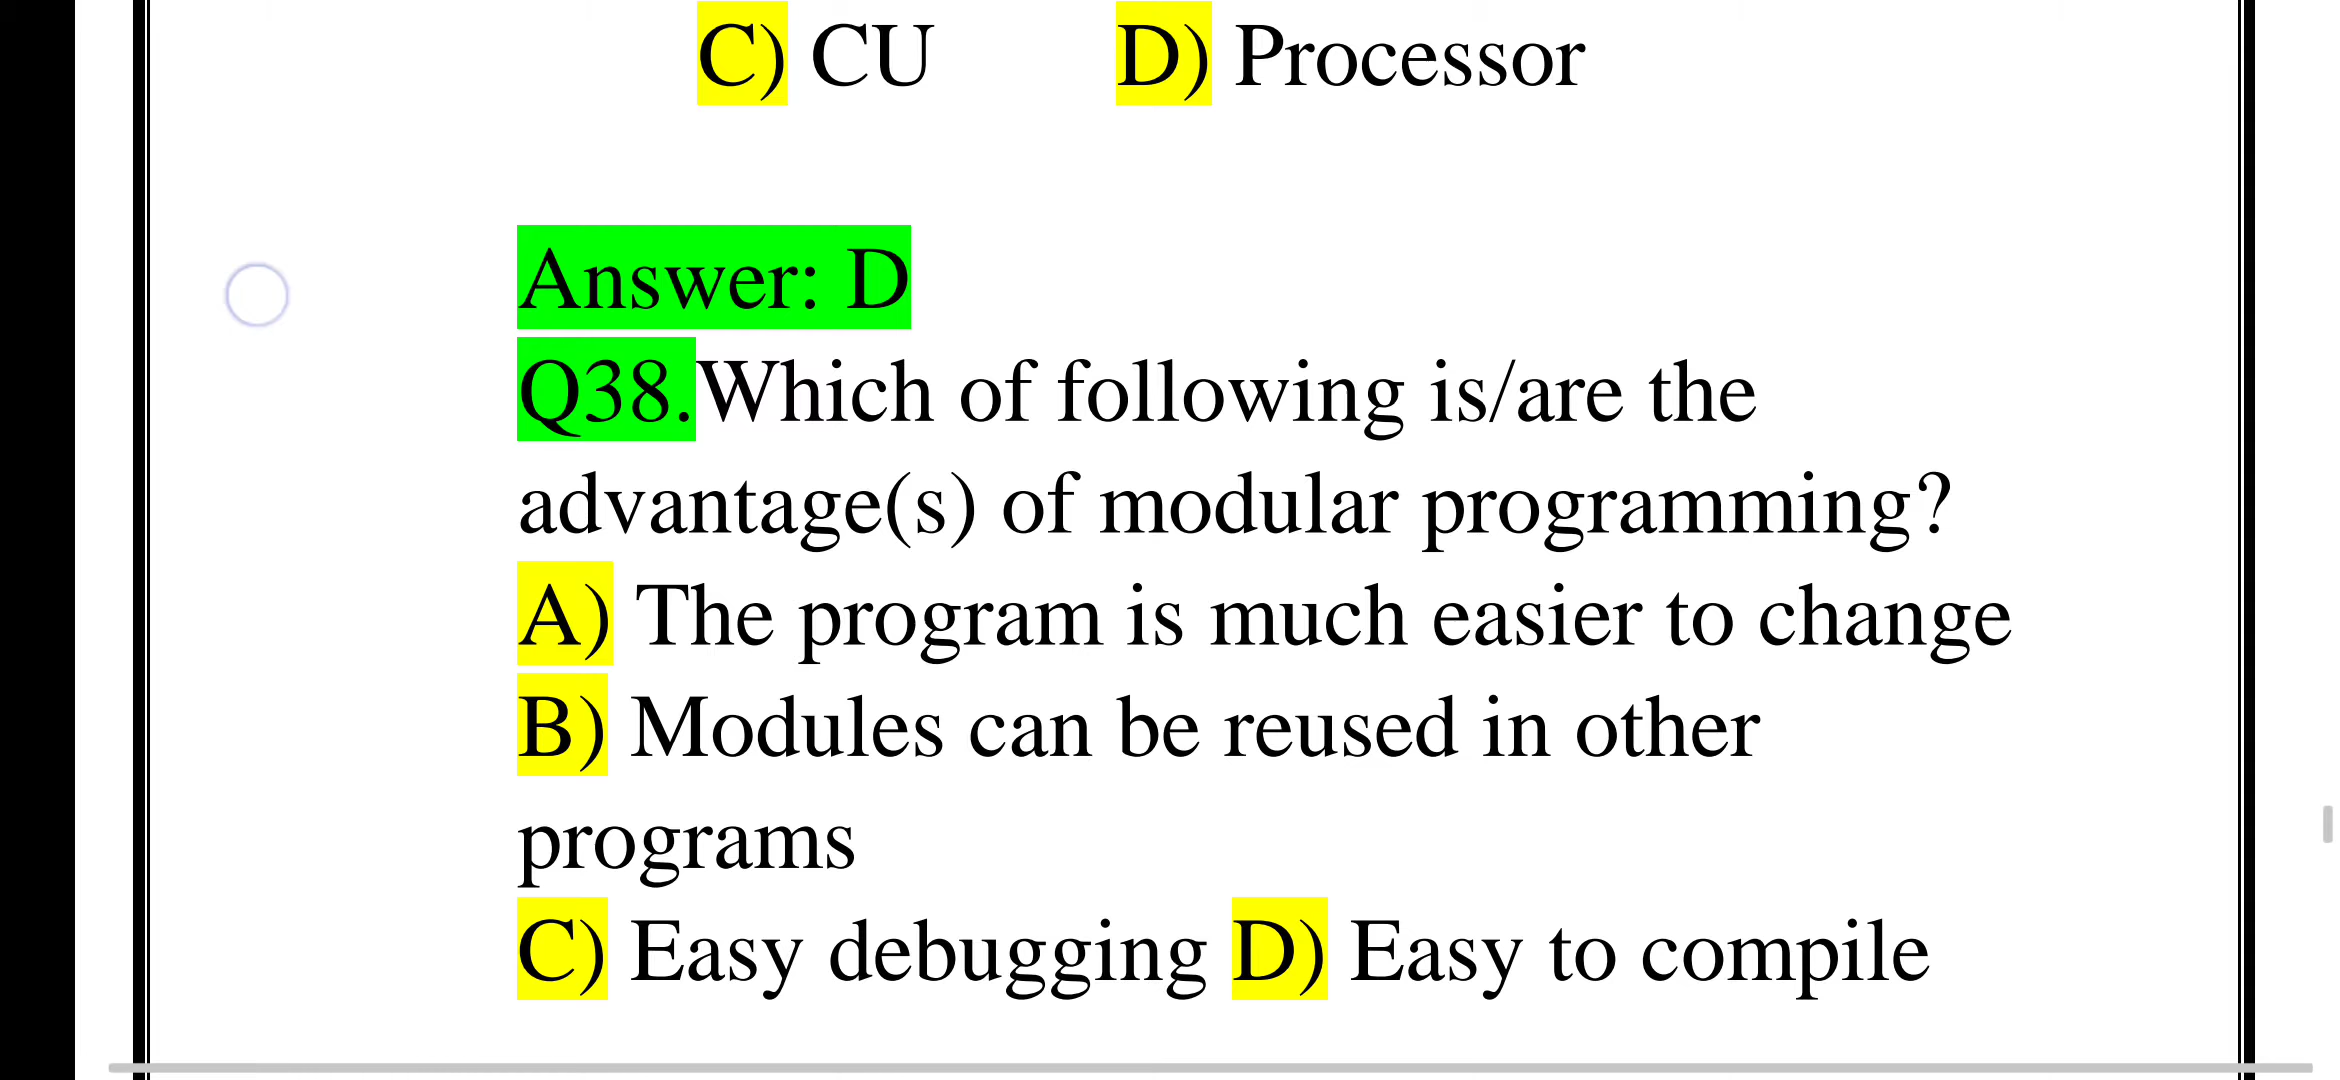 C) CU D) Processor
Answer: D
Q38.Which of following is/are the
advantage(s) of modular programming?
A) The program is much easier to change
B) Modules can be reused in other
programs
C) Easy debugging D) Easy to compile